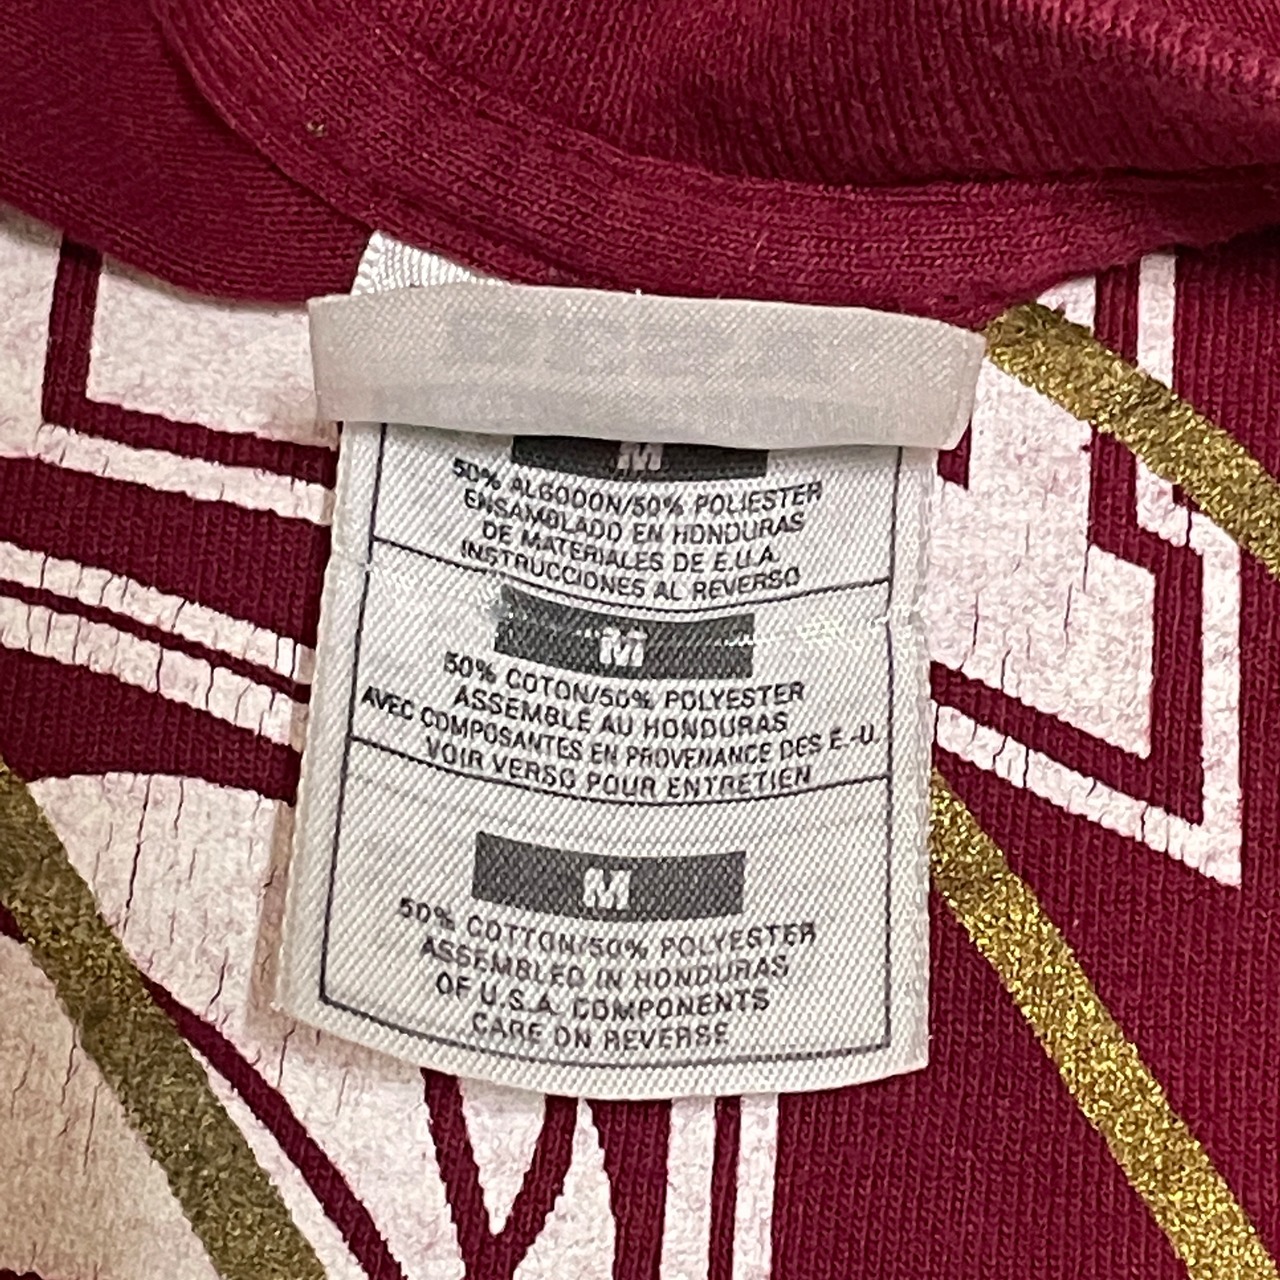 M
50% ALGODON/50% POLIESTER
ENSAMBLADO EN HONDURAS
DE MATERIALES DE E.U.A.
INSTRUCCIONES AL REVERSO
M
50% COTON/50% POLYESTER
ASSEMBLÉ AU HONDURAS
AVEC COMPOSANTES EN PROVENANCE DES É.-U.
VOIR VERSO POUR ENTRETIEN
M
50% COTTON/50% POLYESTER
ASSEMBLED IN HONDURAS
OF U.S.A. COMPONENTS
CARE ON REVERSE